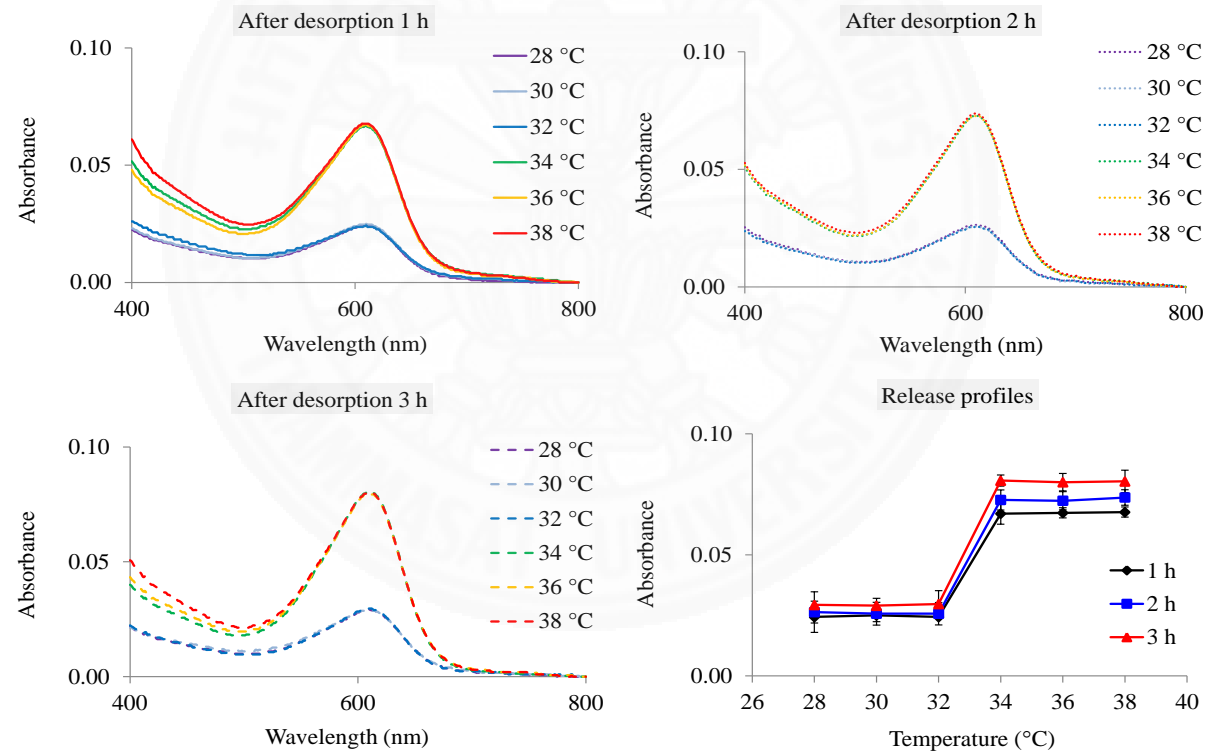 After desorption 1 h
0.10
0.05
0.00
Absorbance
400
600
800
Wavelength (nm)
28 °C
30 °C
32 °C
34 °C
36 °C
38 °C
After desorption 2 h
0.10
0.05
0.00
Absorbance
400
600
800
Wavelength (nm)
28 °C
30 °C
32 °C
34 °C
36 °C
38 °C
After desorption 3 h
0.10
0.05
0.00
Absorbance
400
600
800
Wavelength (nm)
28 °C
30 °C
32 °C
34 °C
36 °C
38 °C
Release profiles
0.10
0.05
0.00
Absorbance
26
28
30
32
34
36
38
40
Temperature (°C)
1 h
2 h
3 h